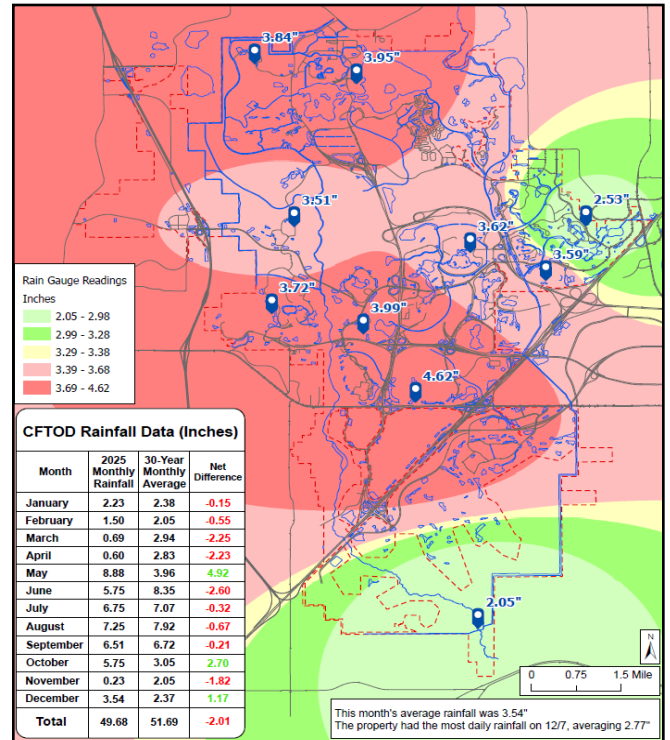 3.84"
3.95"
3.51"
2.53"
3.62"
3.59"
3.72"
3.99"
4.62"
2.05"
Rain Gauge Readings
Inches
2.05 - 2.98
2.99 - 3.28
3.29 - 3.38
3.39 - 3.68
3.69 - 4.62
CFTOD Rainfall Data (Inches)
Month 2025 Monthly Rainfall 30-Year Monthly Average Net Difference
January 2.23 2.38 -0.15
February 1.50 2.05 -0.55
March 0.69 2.94 -2.25
April 0.60 2.83 -2.23
May 8.88 3.96 4.92
June 5.75 8.35 -2.60
July 6.75 7.07 -0.32
August 7.25 7.92 -0.67
September 6.51 6.72 -0.21
October 5.75 3.05 2.70
November 0.23 2.05 -1.82
December 3.54 2.37 1.17
Total 49.68 51.69 -2.01
N
0 0.75 1.5 Mile
This month's average rainfall was 3.54"
The property had the most daily rainfall on 12/7, averaging 2.77"